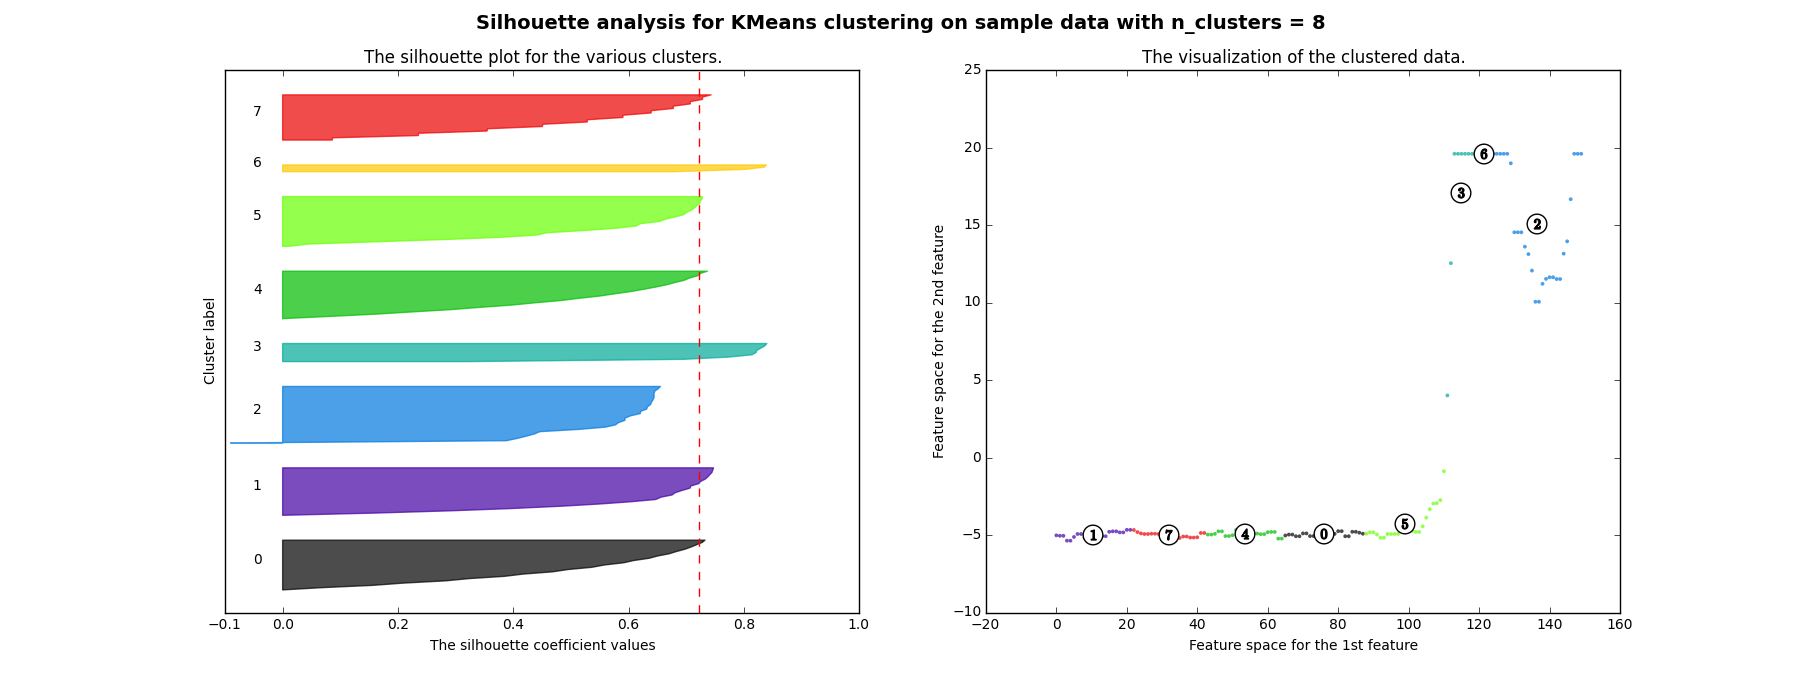 Silhouette analysis for KMeans clustering on sample data with n_clusters = 8
The silhouette plot for the various clusters.
7
6
5
4
3
2
1
0
Cluster label
−0.1 0.0 0.2 0.4 0.6 0.8 1.0
The silhouette coefficient values
The visualization of the clustered data.
25
20
15
10
5
0
−5
−10
Feature space for the 2nd feature
6
3
2
5
1 7 4 0
−20 0 20 40 60 80 100 120 140 160
Feature space for the 1st feature